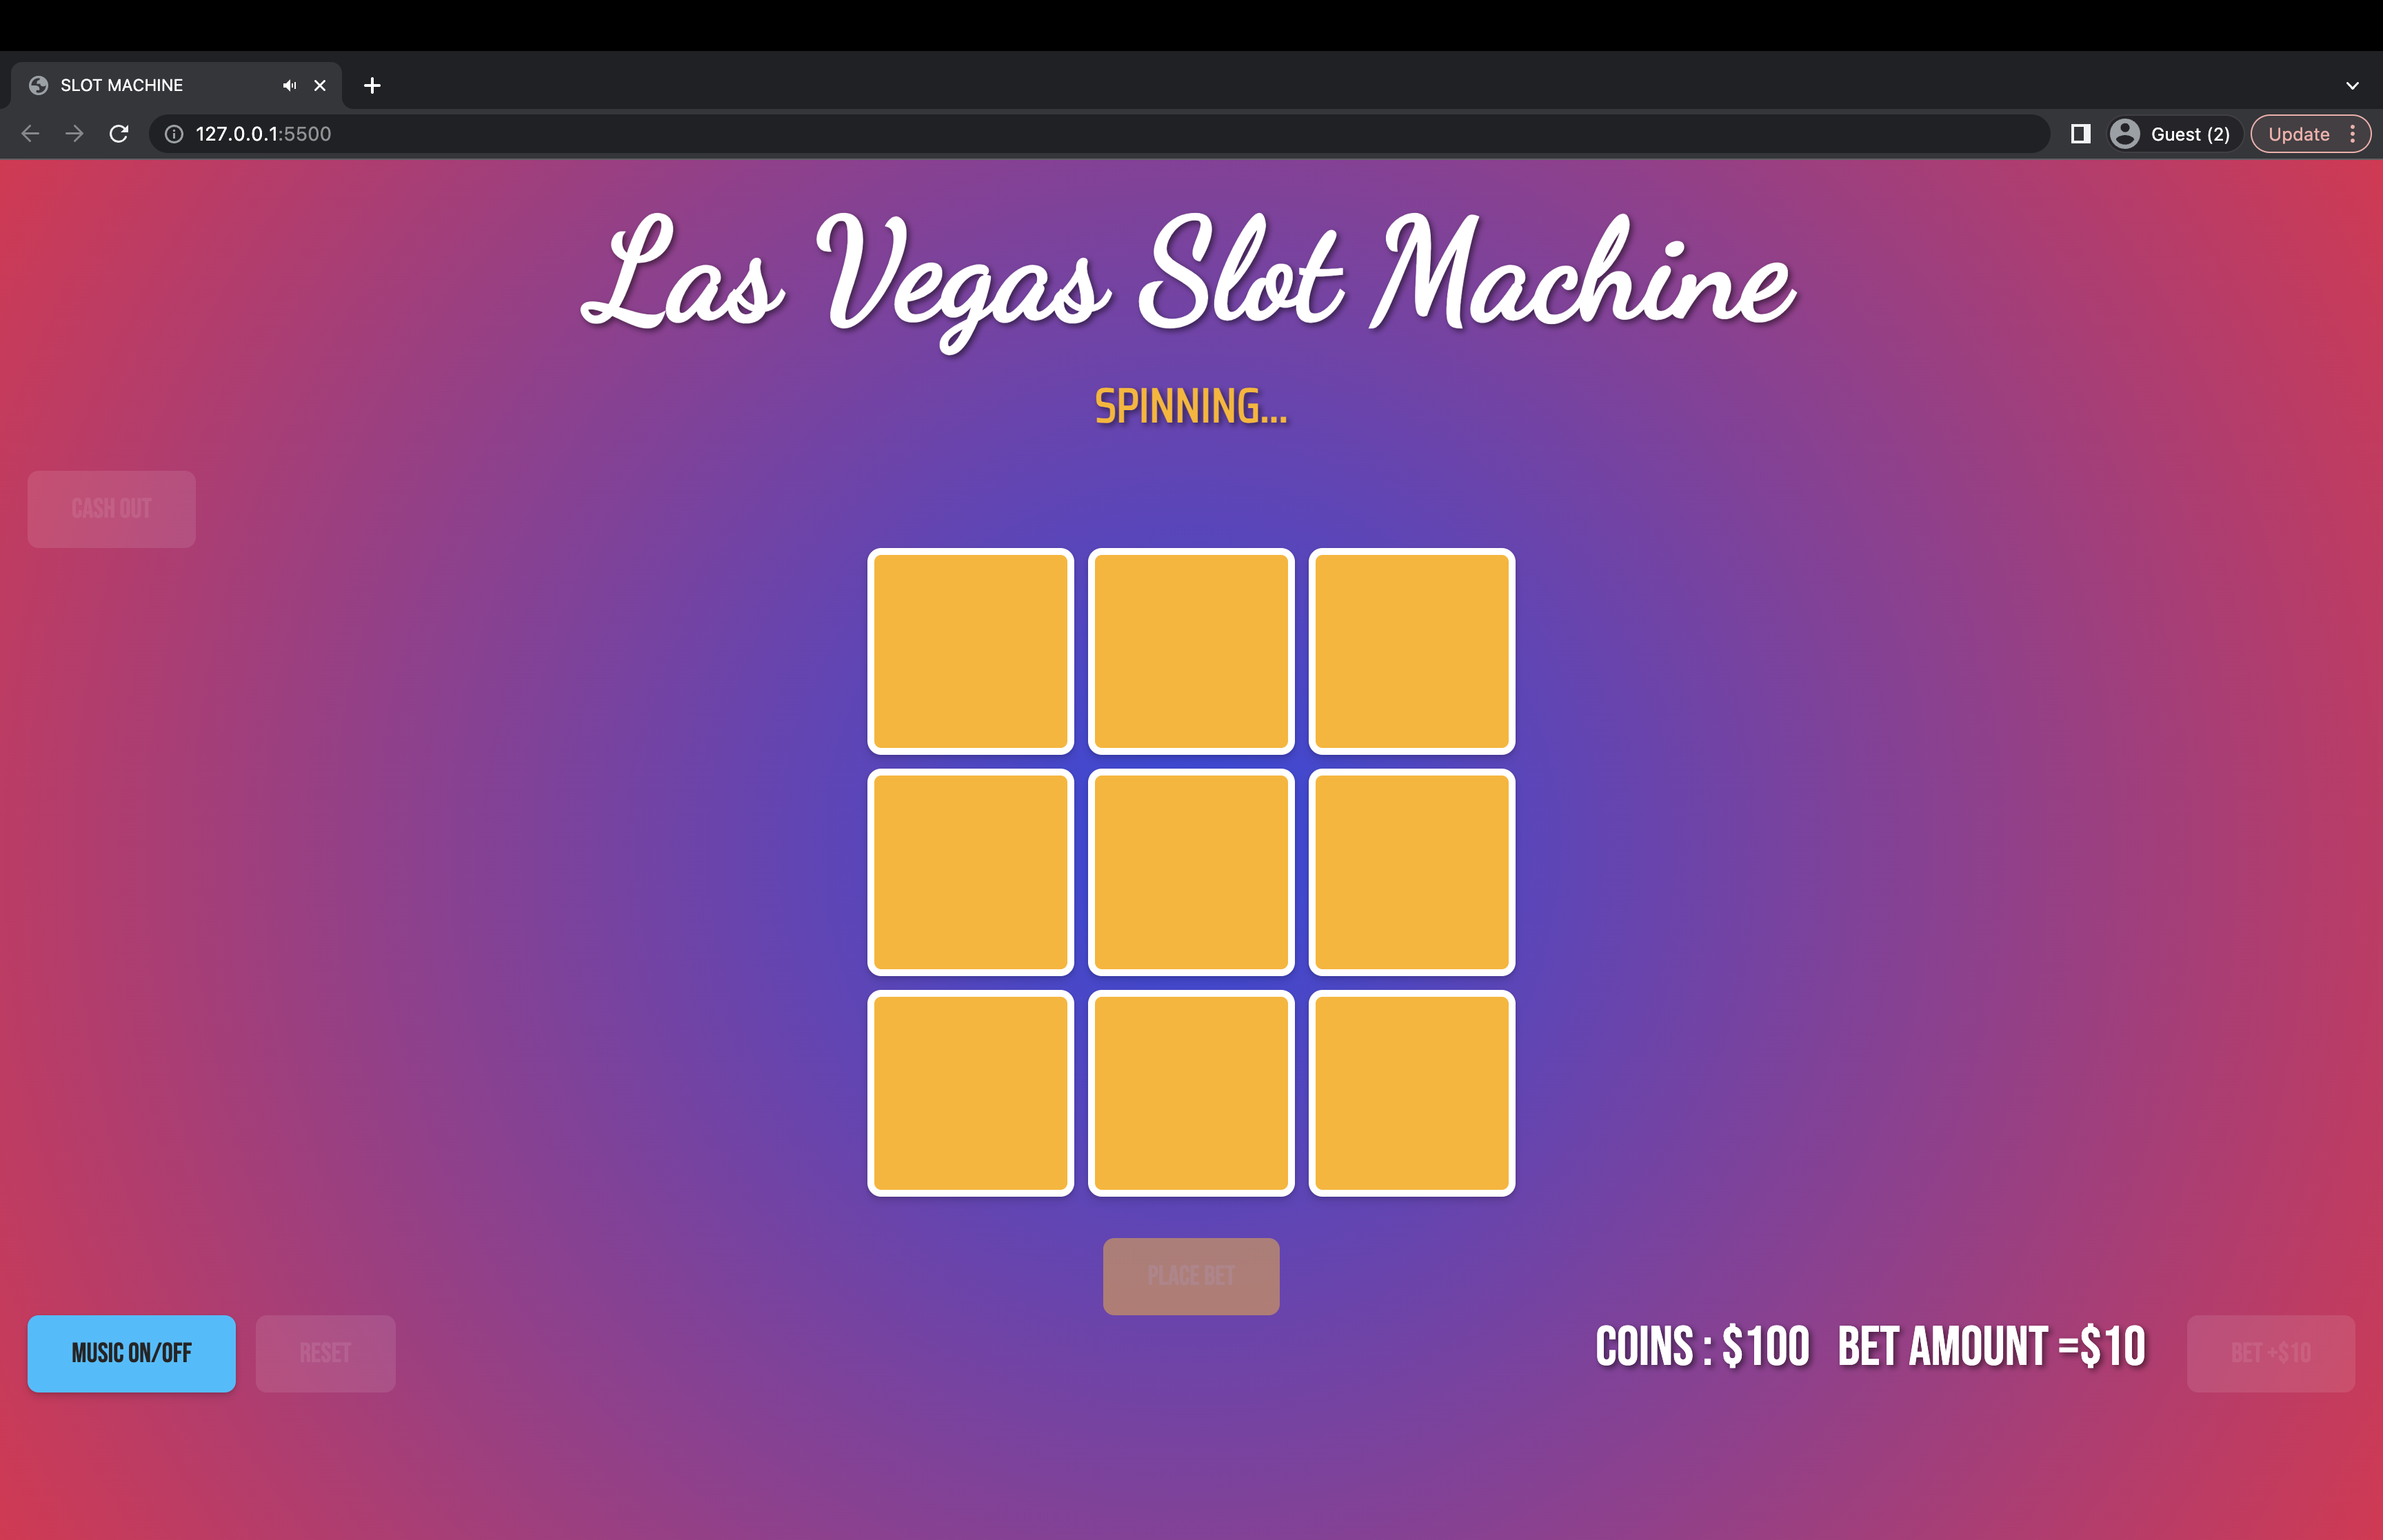 SLOT MACHINE
127.0.0.1:5500
Guest (2)
Update
Las Vegas Slot Machine
SPINNING...
CASH OUT
PLACE BET
MUSIC ON/OFF
RESET
COINS : $100
BET AMOUNT =$10
BET +$10